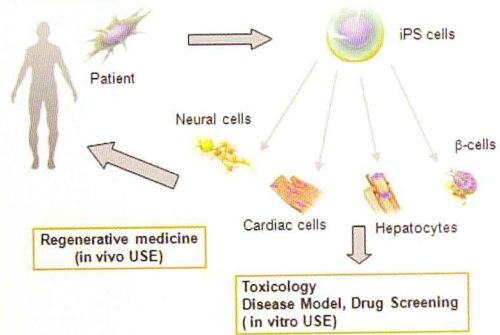 iPS cells
Patient
Neural cells
β-cells
Cardiac cells
Hepatocytes
Regenerative medicine
(in vivo USE)
Toxicology
Disease Model, Drug Screening
( in vitro USE)